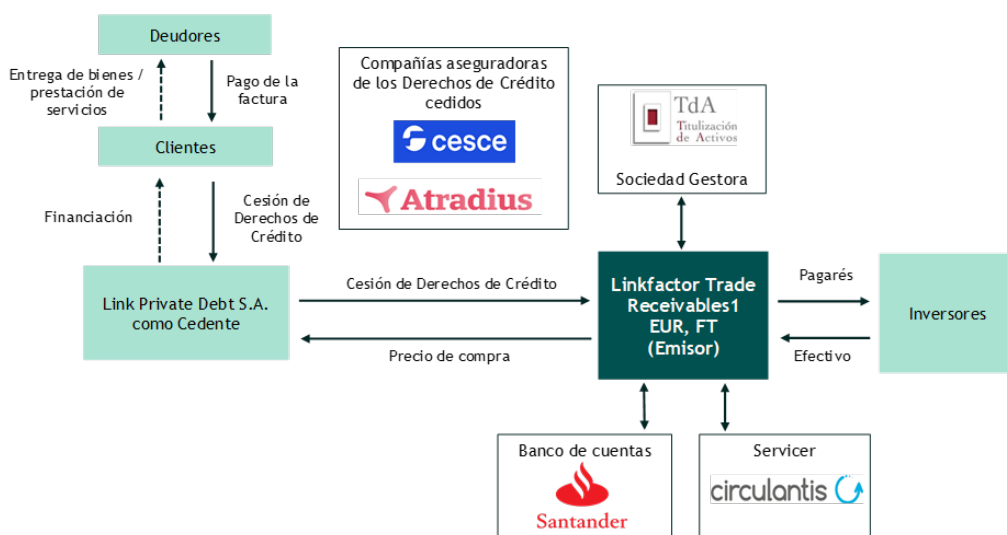 Deudores
Entrega de bienes /
prestación de
servicios
Pago de la
factura
Clientes
Financiación
Cesión de
Derechos de
Crédito
Link Private Debt S.A.
como Cedente
Compañías aseguradoras
de los Derechos de Crédito
cedidos
cesce
Atradius
TdA
Titulización
de Activos
Sociedad Gestora
Cesión de Derechos de Crédito
Precio de compra
Linkfactor Trade
Receivables1
EUR, FT
(Emisor)
Pagarés
Efectivo
Inversores
Banco de cuentas
Santander
Servicer
circulantis